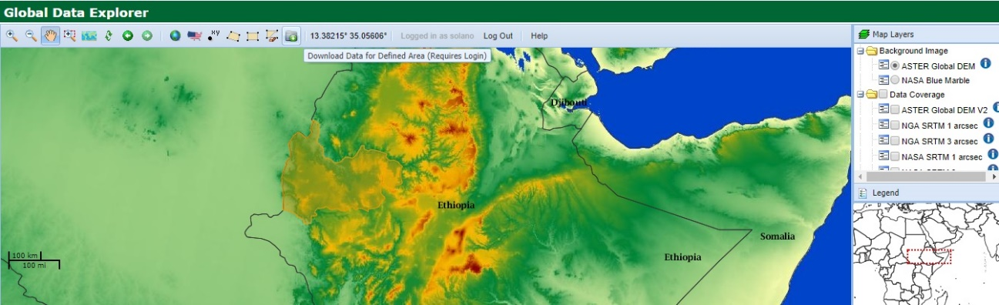 Global Data Explorer
XY
13.38215° 35.05606° Logged in as solano Log Out Help
Download Data for Defined Area (Requires Login)
Map Layers
Background Image
ASTER Global DEM
NASA Blue Marble
Data Coverage
ASTER Global DEM V2
NGA SRTM 1 arcsec
NGA SRTM 3 arcsec
NASA SRTM 1 arcsec
Legend
Djibouti
Ethiopia
Somalia
Ethiopia
100 km
100 mi